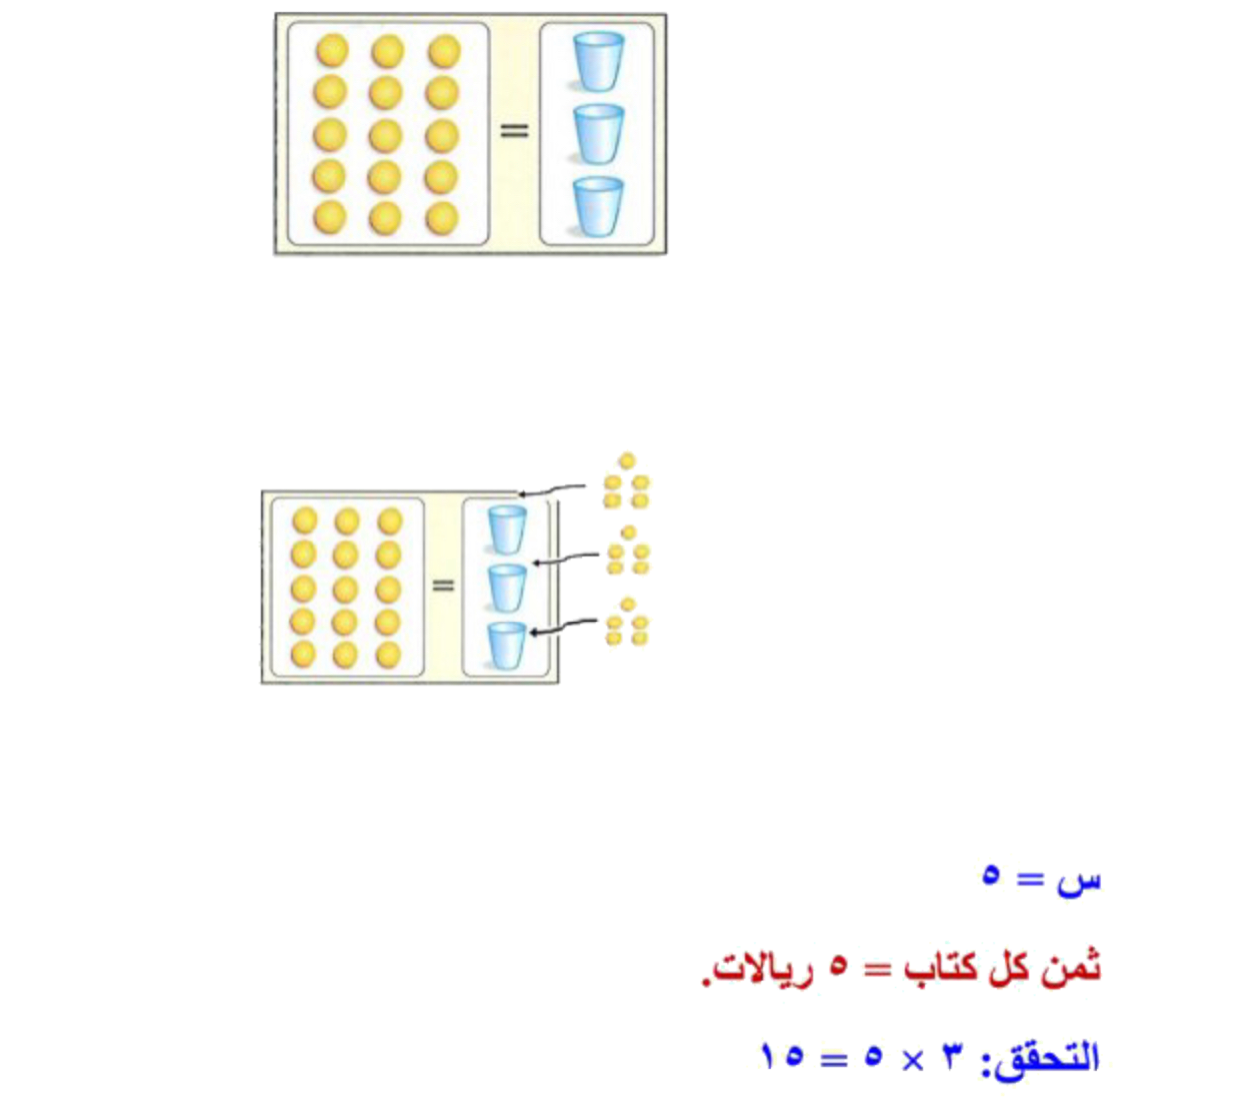 =
=
س = ٥
ثمن كل كتاب = ٥ ريالات.
التحقق: ٣ × ٥ = ١٥